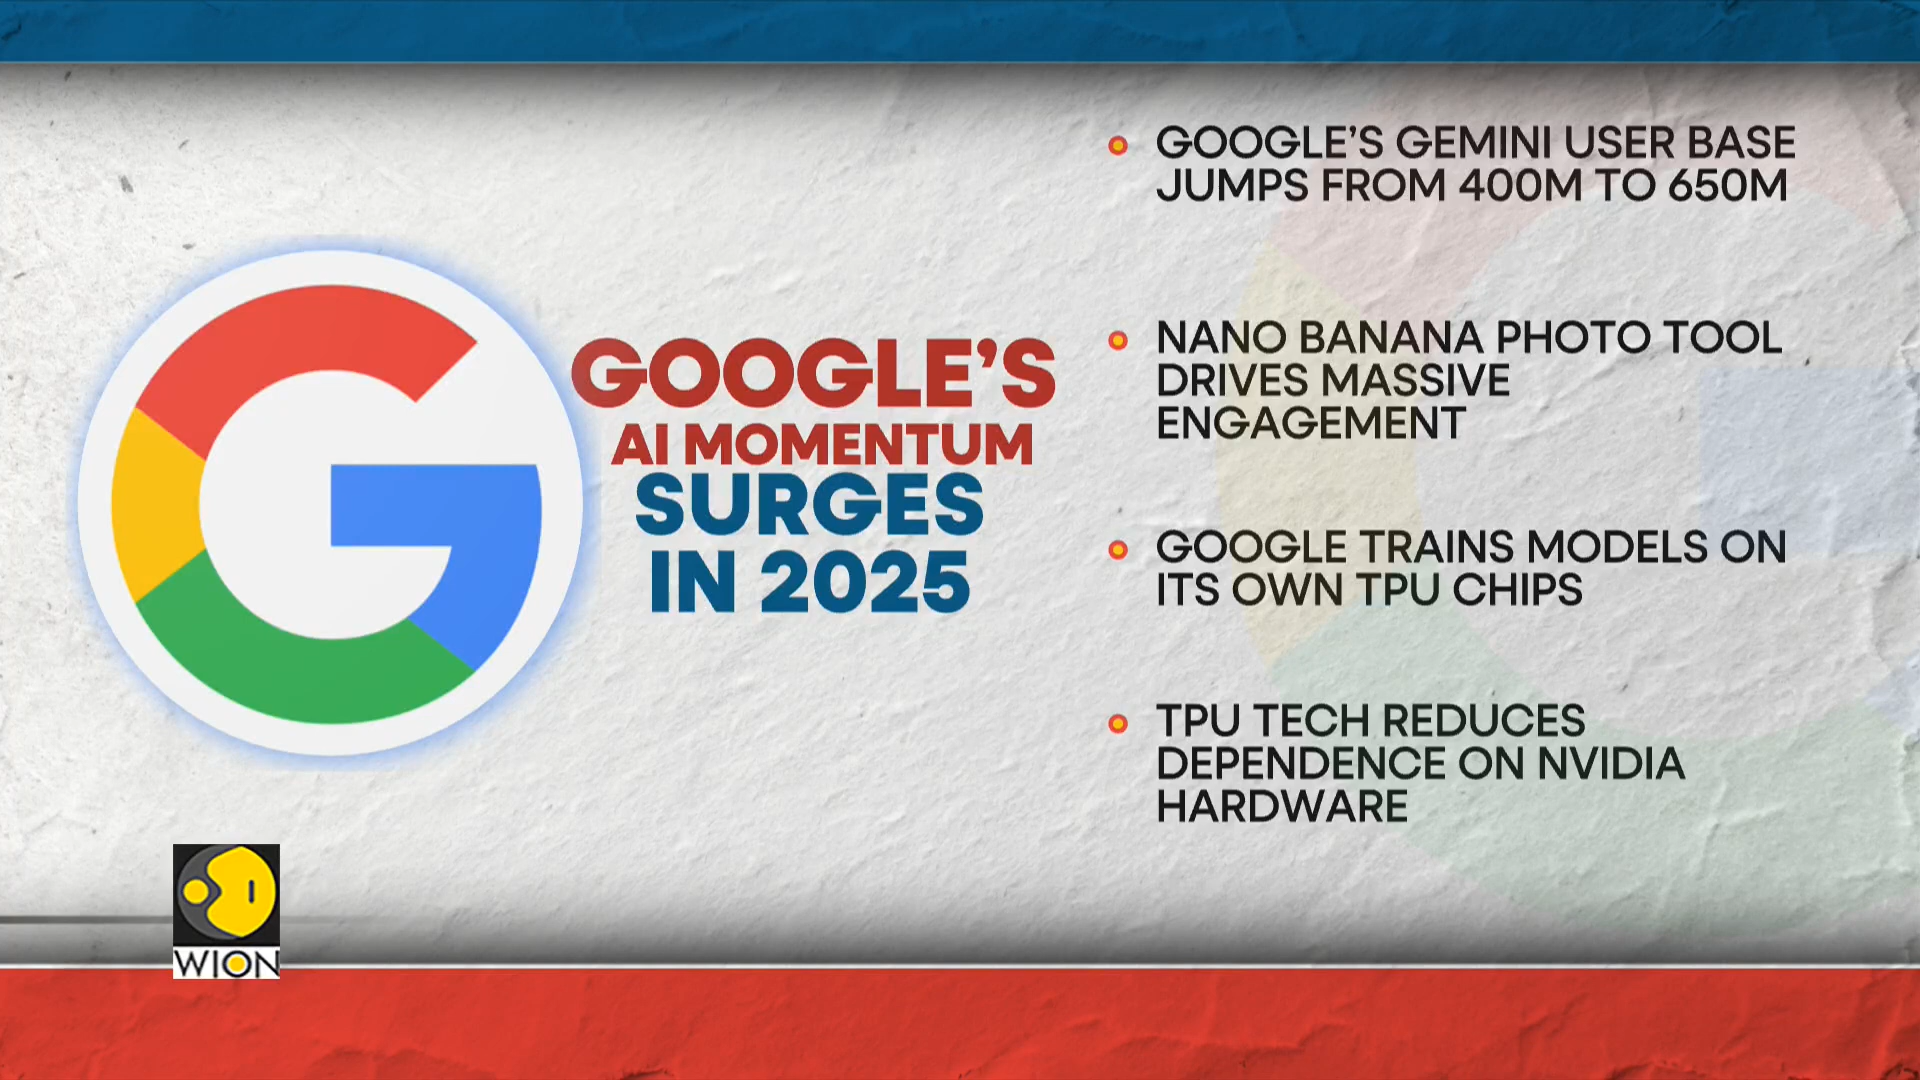 GOOGLE'S
AI MOMENTUM
SURGES
IN 2025
GOOGLE'S GEMINI USER BASE
JUMPS FROM 400M TO 650M
NANO BANANA PHOTO TOOL
DRIVES MASSIVE
ENGAGEMENT
GOOGLE TRAINS MODELS ON
ITS OWN TPU CHIPS
TPU TECH REDUCES
DEPENDENCE ON NVIDIA
HARDWARE
WION